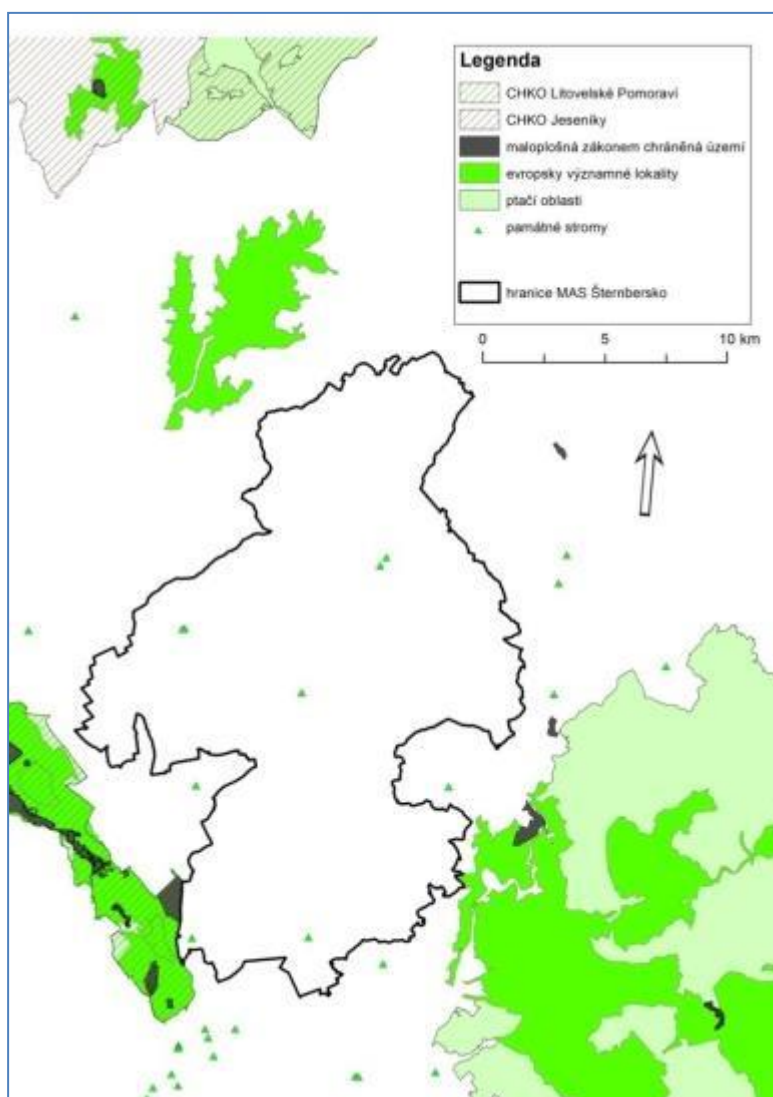 Legenda
CHKO Litovelské Pomoraví
CHKO Jeseníky
maloplošná zákonem chráněná území
evropsky významné lokality
ptačí oblasti
památné stromy
hranice MAS Šternbersko
0 5 10 km